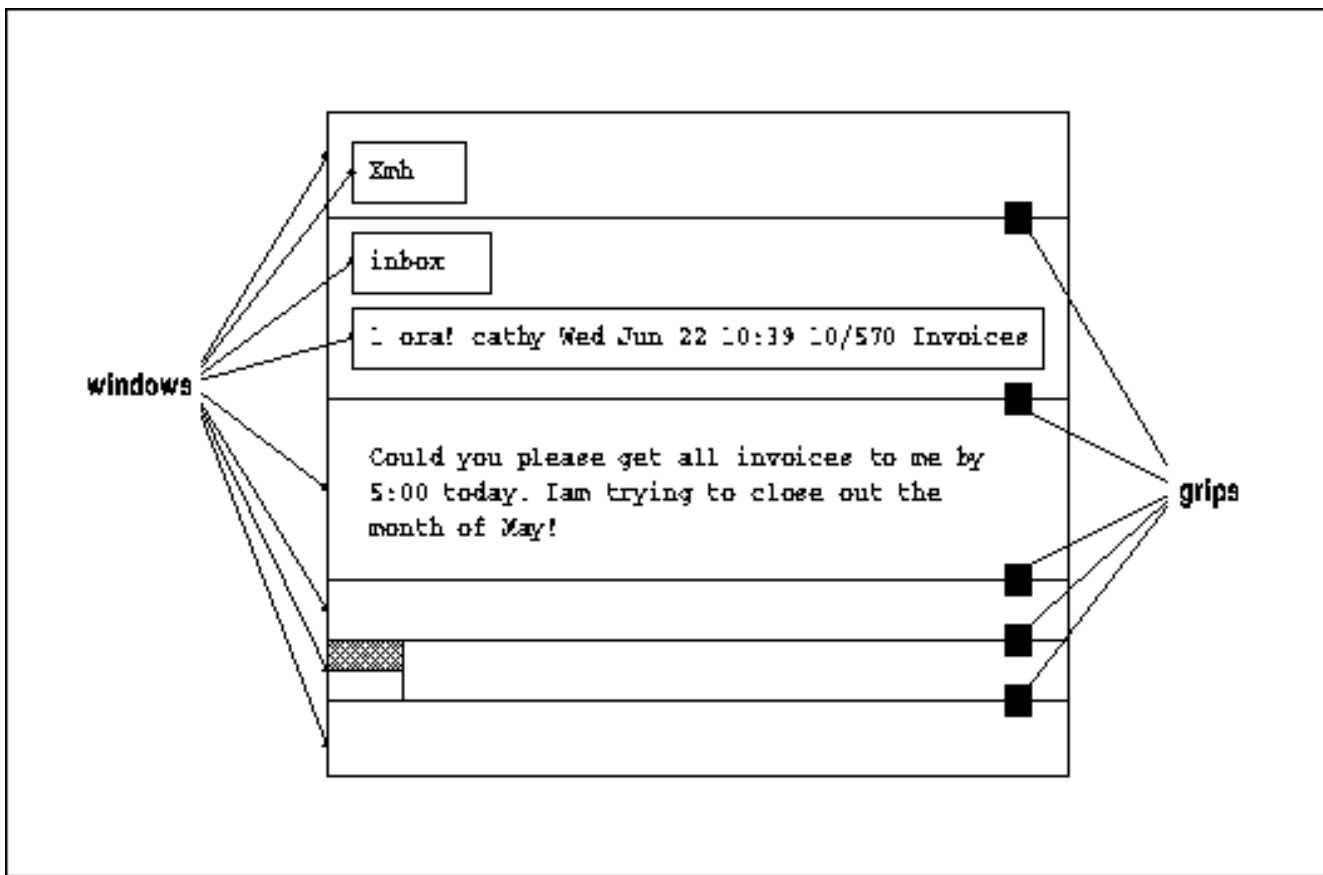 Xmh
inbox
1 ora! cathy Wed Jun 22 10:39 10/570 Invoices
windows
Could you please get all invoices to me by
5:00 today. Iam trying to close out the
month of May!
grips